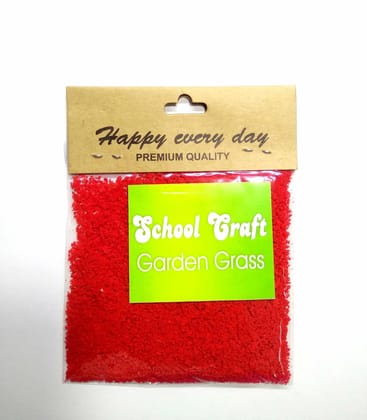 Happy every day
PREMIUM QUALITY
School Craft
Garden Grass